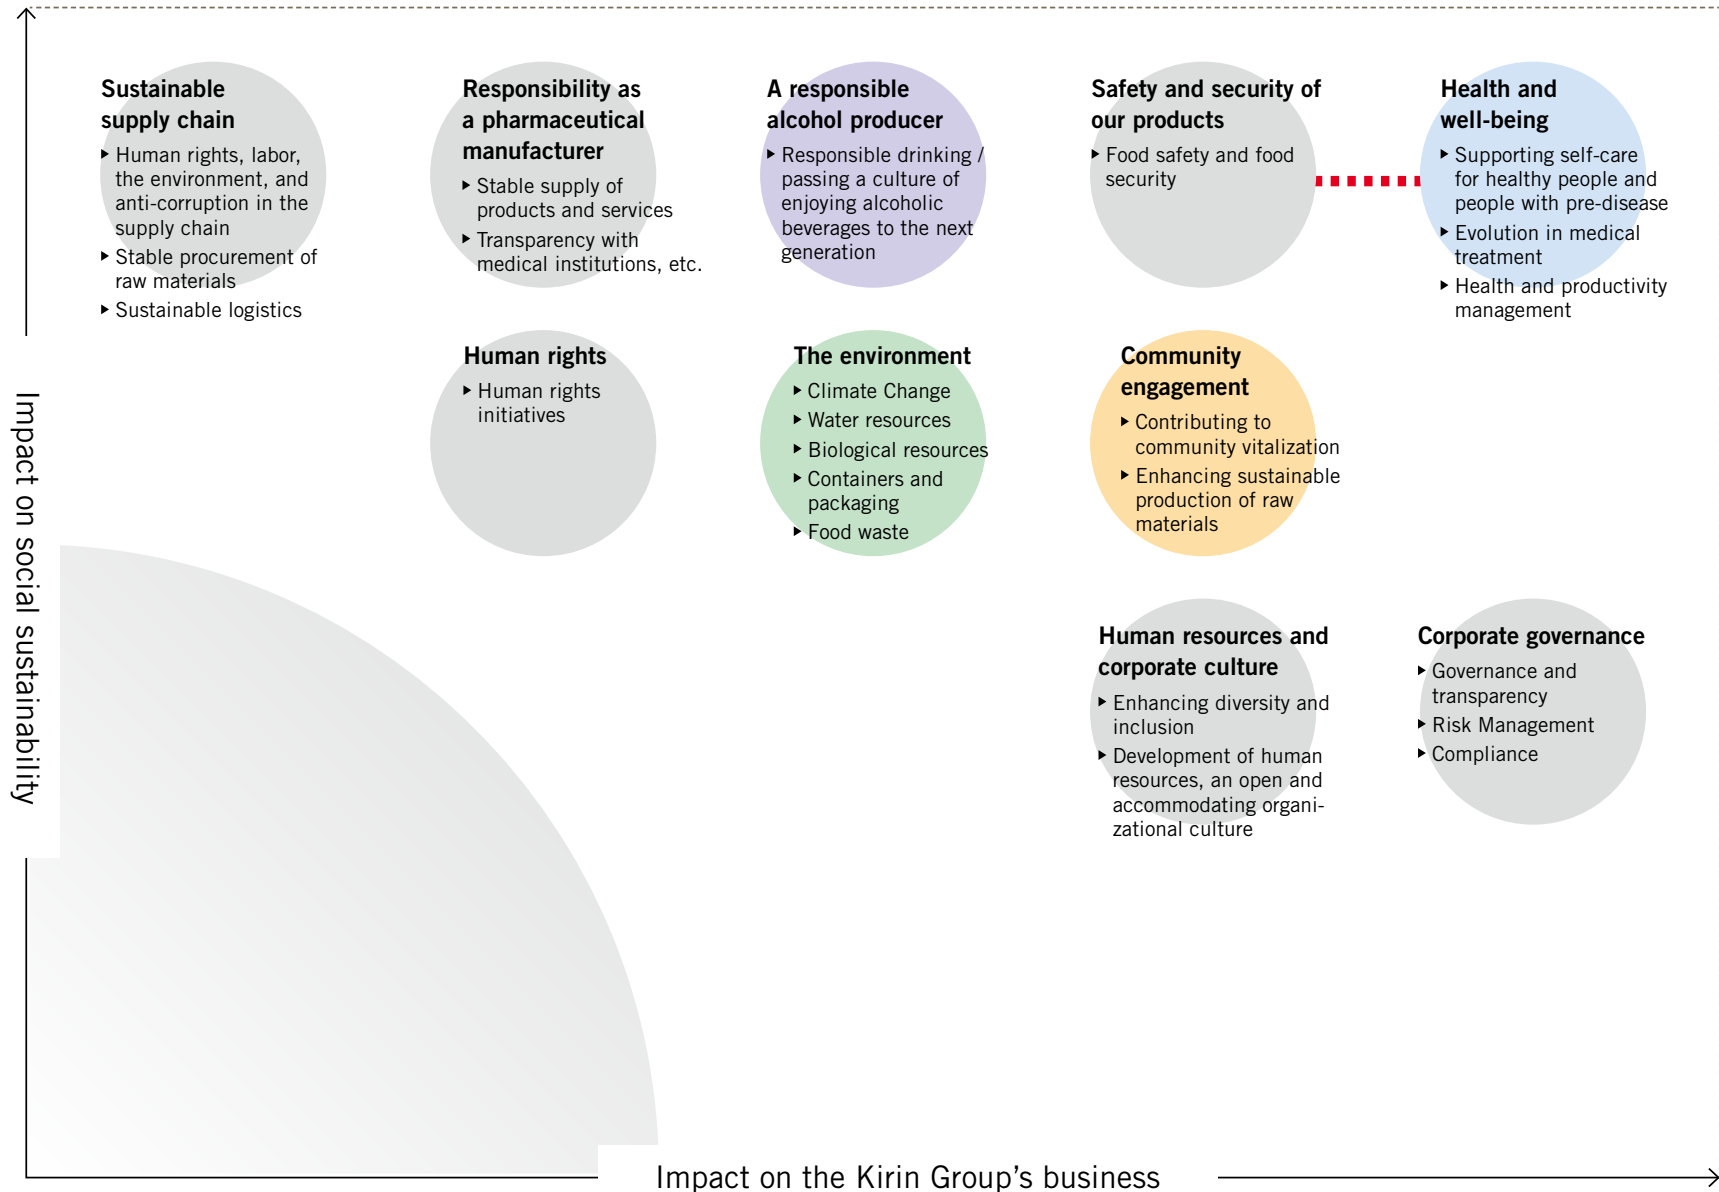 Impact on social sustainability
Sustainable
supply chain
Human rights, labor,
the environment, and
anti-corruption in the
supply chain
Stable procurement of
raw materials
Sustainable logistics
Responsibility as
a pharmaceutical
manufacturer
Stable supply of
products and services
Transparency with
medical institutions, etc.
A responsible
alcohol producer
Responsible drinking /
passing a culture of
enjoying alcoholic
beverages to the next
generation
Safety and security of
our products
Food safety and food
security
Health and
well-being
Supporting self-care
for healthy people and
people with pre-disease
Evolution in medical
treatment
Health and productivity
management
Human rights
Human rights
initiatives
The environment
Climate Change
Water resources
Biological resources
Containers and
packaging
Food waste
Community
engagement
Contributing to
community vitalization
Enhancing sustainable
production of raw
materials
Human resources and
corporate culture
Enhancing diversity and
inclusion
Development of human
resources, an open and
accommodating organi-
zational culture
Corporate governance
Governance and
transparency
Risk Management
Compliance
Impact on the Kirin Group’s business